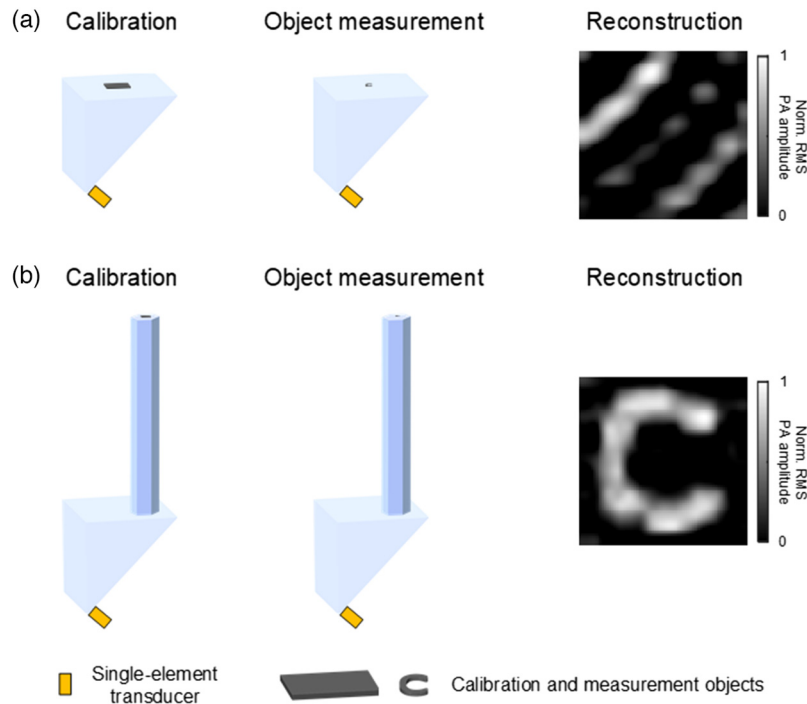 (a) Calibration Object measurement Reconstruction
1
Norm. RMS
PA amplitude
0
(b) Calibration Object measurement Reconstruction
1
Norm. RMS
PA amplitude
0
Single-element
transducer
Calibration and measurement objects